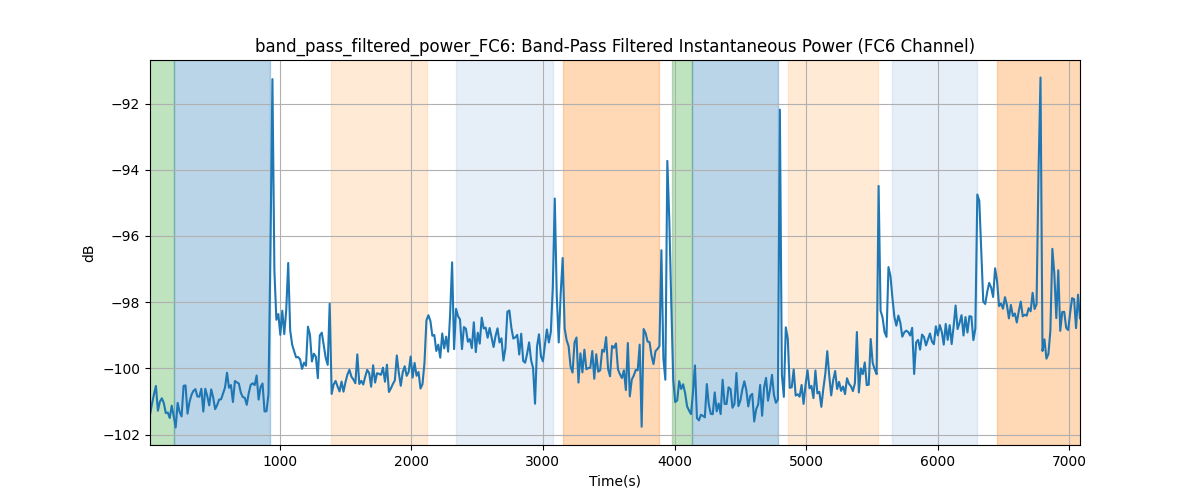 band_pass_filtered_power_FC6: Band-Pass Filtered Instantaneous Power (FC6 Channel)
dB
−92
−94
−96
−98
−100
−102
1000 2000 3000 4000 5000 6000 7000
Time(s)